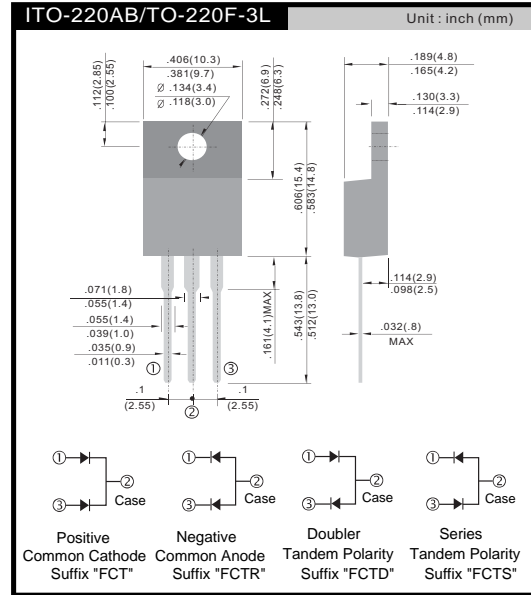 ITO-220AB/TO-220F-3L
Unit : inch (mm)
.406(10.3)
.381(9.7)
Ø .134(3.4)
Ø .118(3.0)
.112(2.85)
.100(2.55)
.272(6.9)
.248(6.3)
.189(4.8)
.165(4.2)
.130(3.3)
.114(2.9)
.606(15.4)
.583(14.8)
.071(1.8)
.055(1.4)
.055(1.4)
.039(1.0)
.035(0.9)
.011(0.3)
.161(4.1)MAX
.543(13.8)
.512(13.0)
.114(2.9)
.098(2.5)
.032(.8)
MAX
① ③
.1 .1
(2.55) (2.55)
②
① ① ① ①
② ② ② ②
Case Case Case Case
③ ③ ③ ③
Positive Negative Doubler Series
Common Cathode Common Anode Tandem Polarity Tandem Polarity
Suffix "FCT" Suffix "FCTR" Suffix "FCTD" Suffix "FCTS"